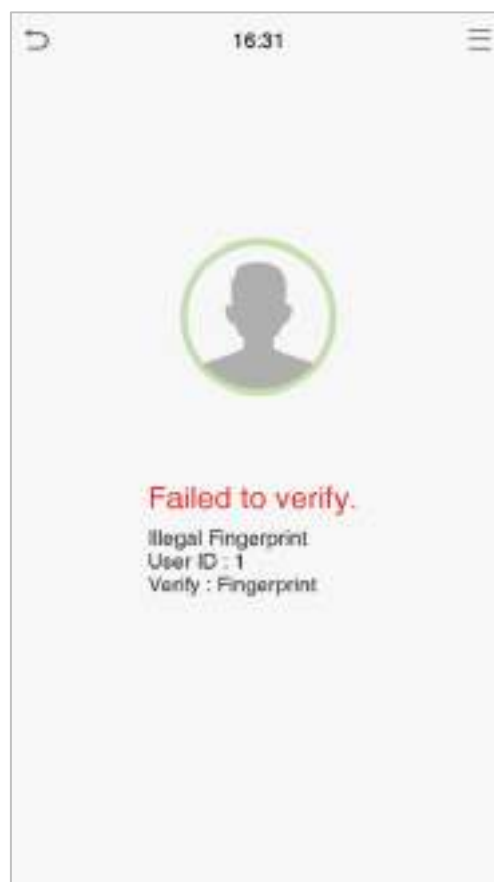 16:31
Failed to verify.
Illegal Fingerprint
User ID : 1
Verify : Fingerprint